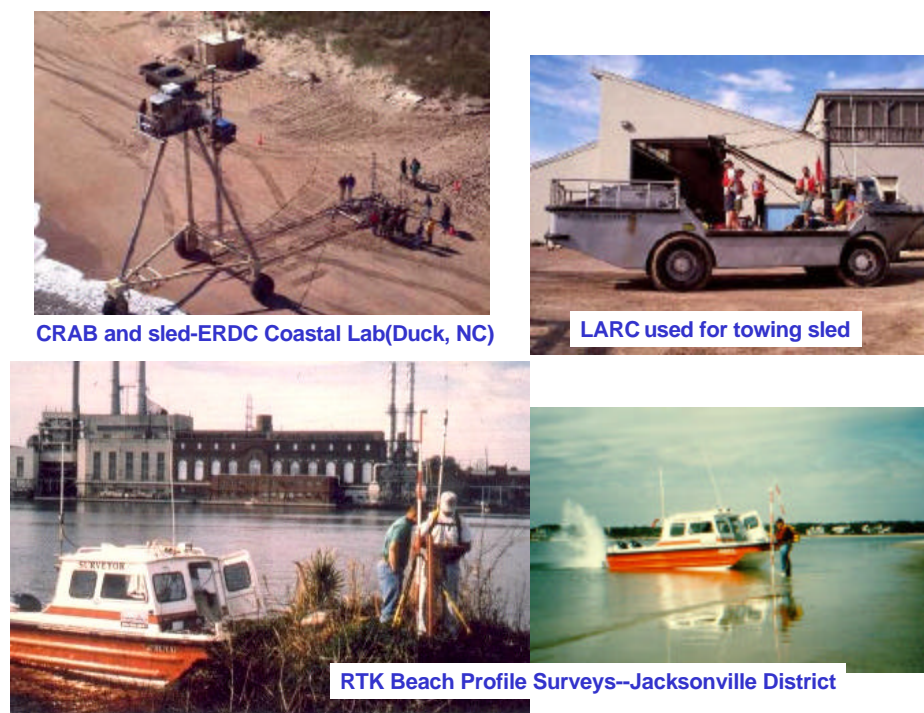 CRAB and sled-ERDC Coastal Lab(Duck, NC)
LARC used for towing sled
SURVEYOR
RTK Beach Profile Surveys--Jacksonville District